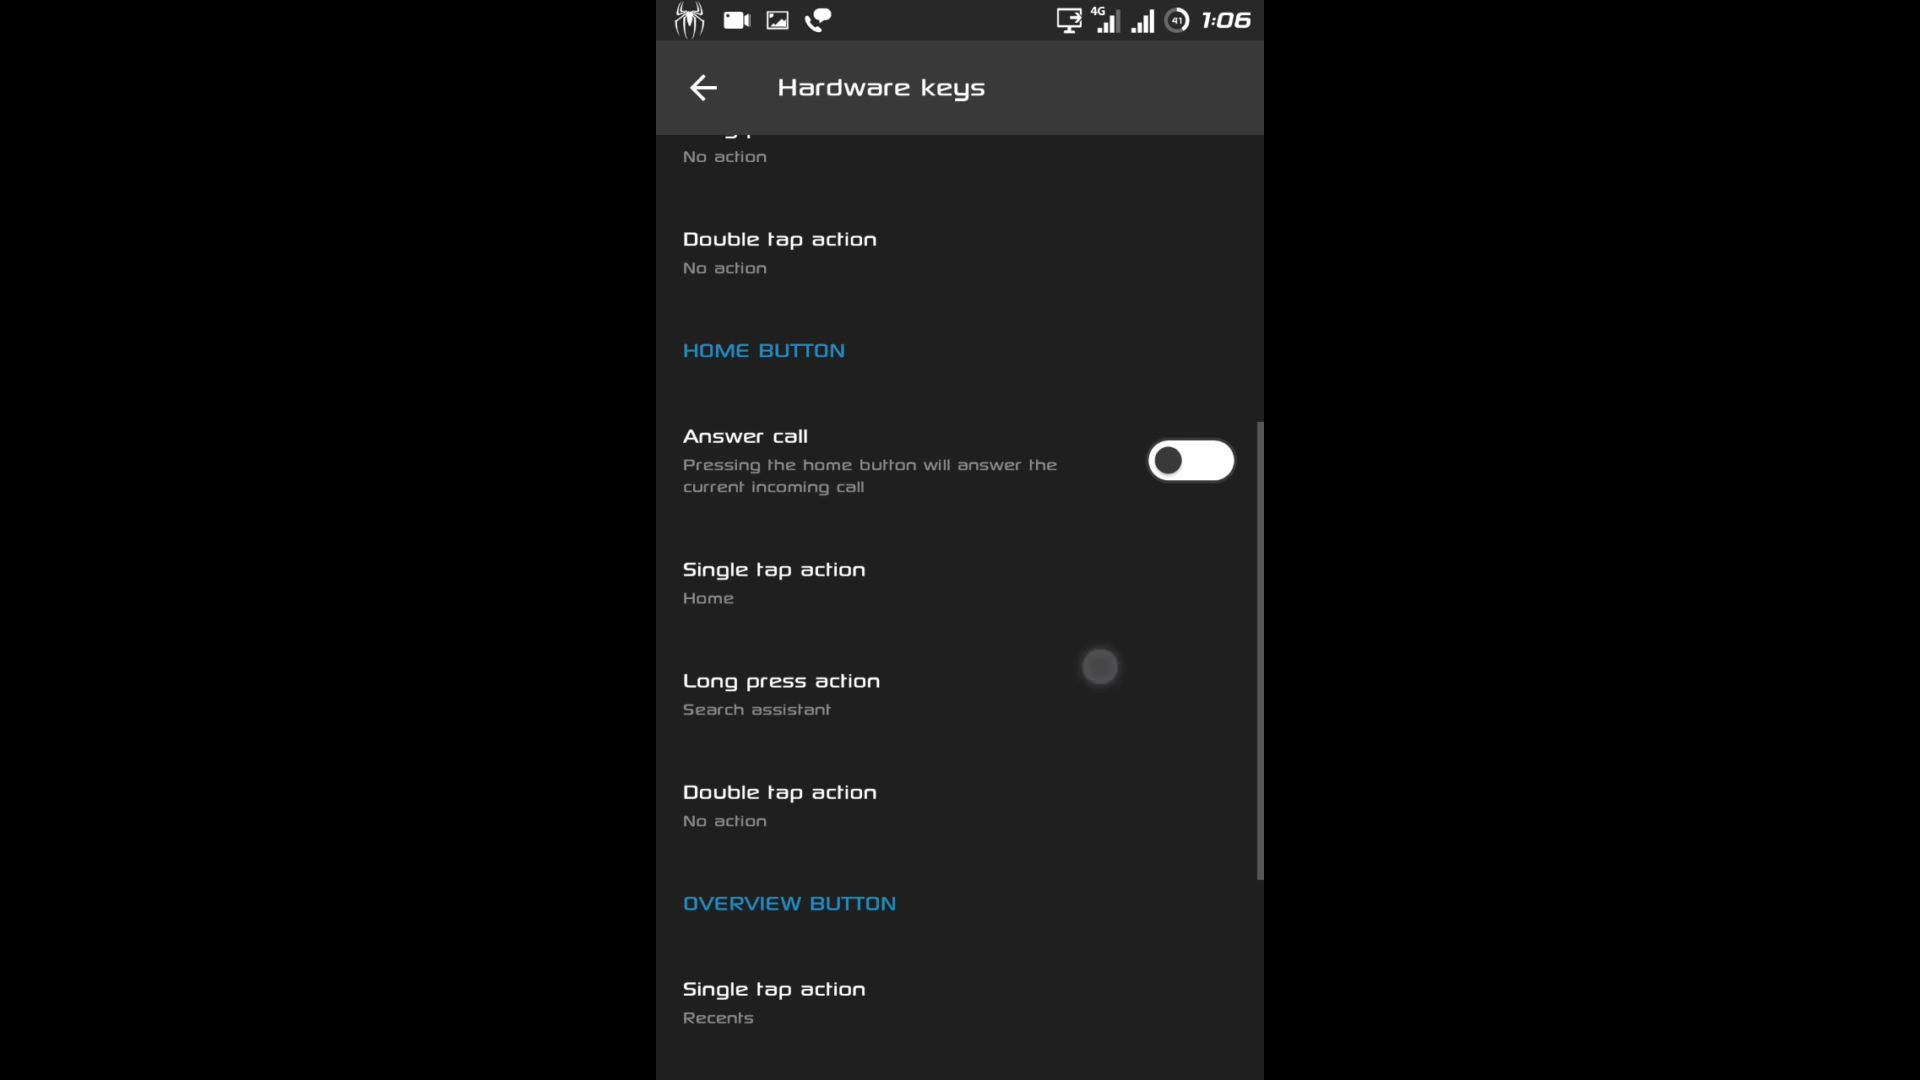 4G 41 1:06
Hardware keys
No action
Double tap action
No action
HOME BUTTON
Answer call
Pressing the home button will answer the
current incoming call
Single tap action
Home
Long press action
Search assistant
Double tap action
No action
OVERVIEW BUTTON
Single tap action
Recents